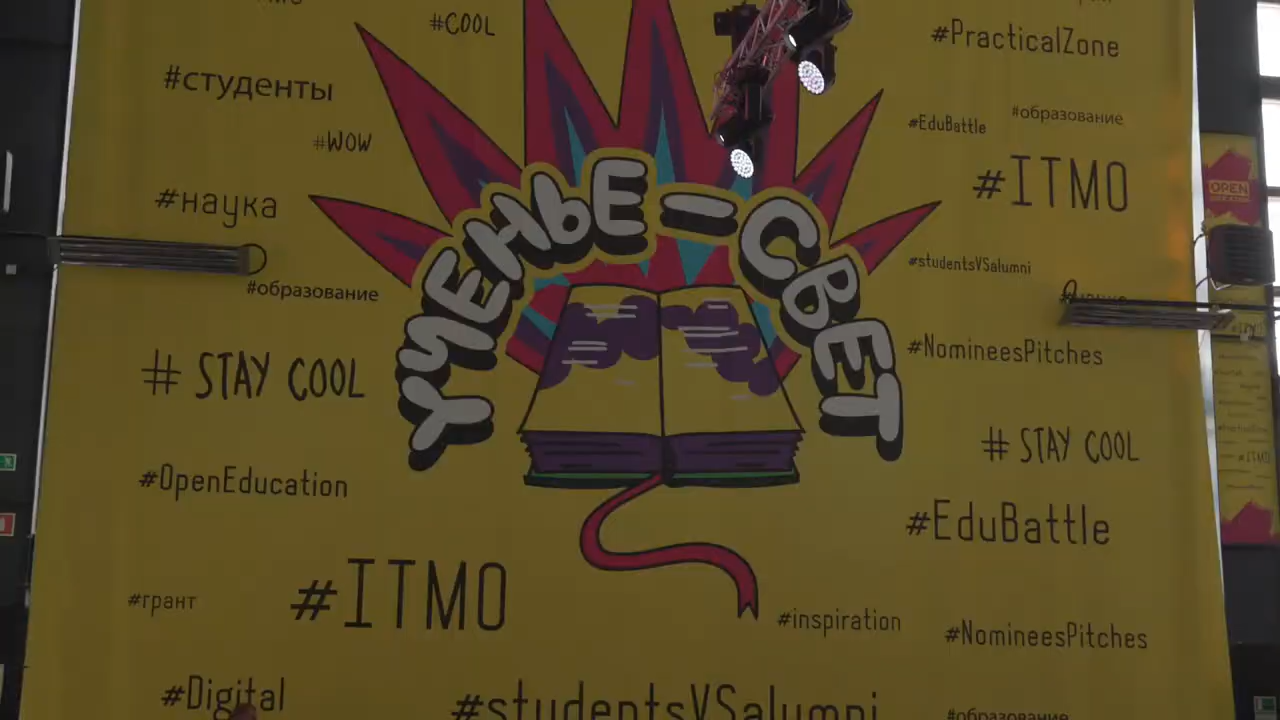 #COOL
#PracticalZone
#студенты
#EduBattle
#образование
#WOW
#ITMO
#наука
УЧЕНЬЕ – СВЕТ
#studentsVSalumni
#образование
#NomineesPitches
# STAY COOL
# STAY COOL
#OpenEducation
#EduBattle
#ITMO
#грант
#inspiration
#NomineesPitches
#Digital
#studentsVSalumni
#образование
OPEN
#ITMO